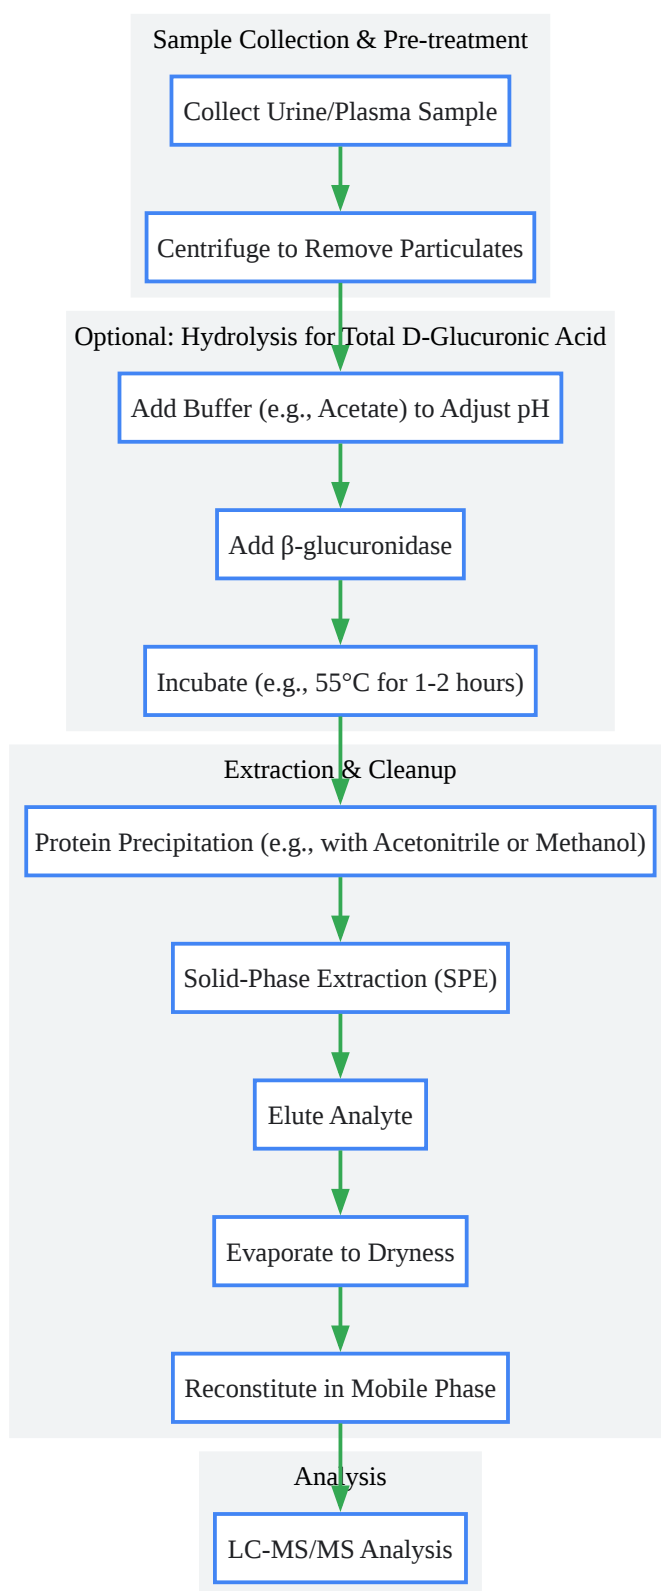 Sample Collection & Pre-treatment
Collect Urine/Plasma Sample
Centrifuge to Remove Particulates
Optional: Hydrolysis for Total D-Glucuronic Acid
Add Buffer (e.g., Acetate) to Adjust pH
Add β-glucuronidase
Incubate (e.g., 55°C for 1-2 hours)
Extraction & Cleanup
Protein Precipitation (e.g., with Acetonitrile or Methanol)
Solid-Phase Extraction (SPE)
Elute Analyte
Evaporate to Dryness
Reconstitute in Mobile Phase
Analysis
LC-MS/MS Analysis